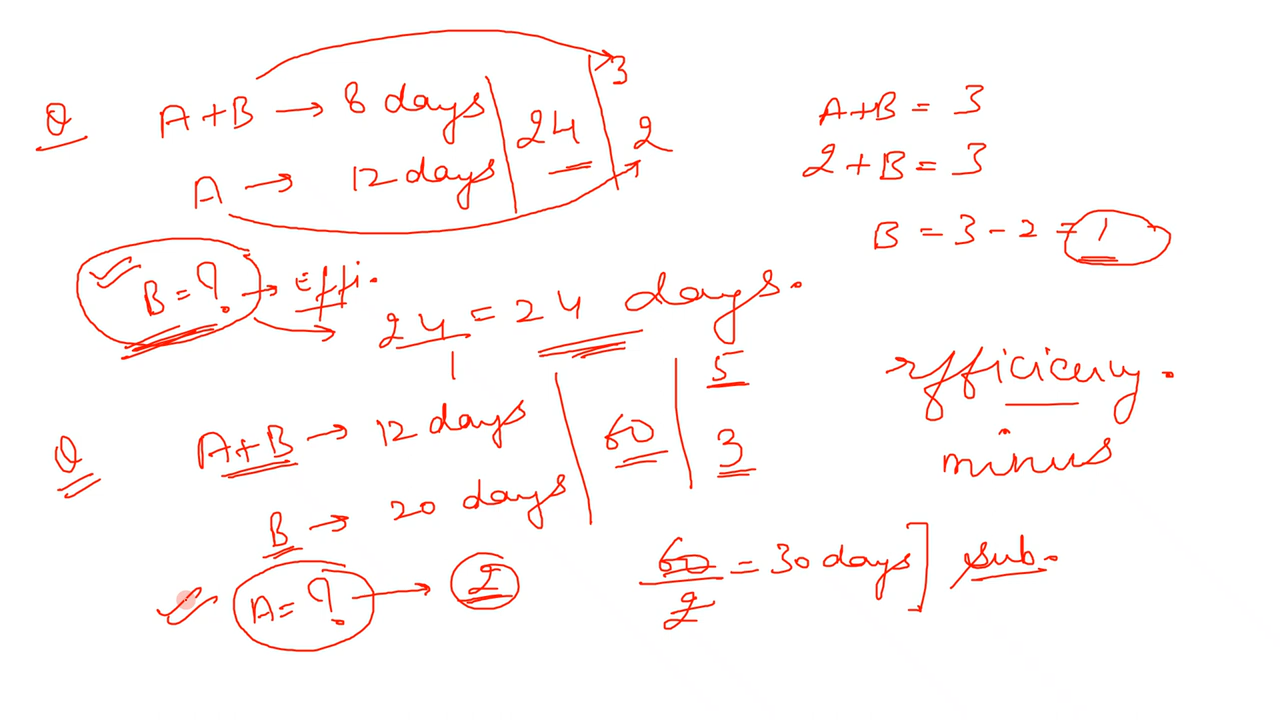 Q A+B → 8 days | 24 | 3
A → 12 days 2
B = ? → Effi.
24/1 = 24 days.
A+B = 3
2 + B = 3
B = 3 - 2 = 1
Q A+B → 12 days | 60 | 5
B → 20 days 3
A = ? → 2
60/2 = 30 days] sub.
efficiency.
minus